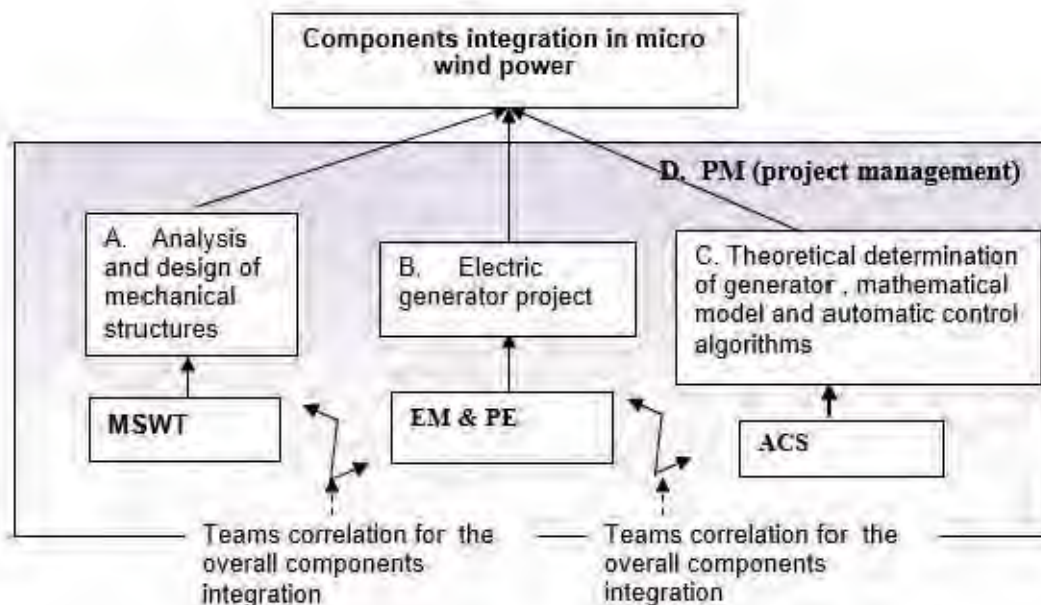 Components integration in micro
wind power
D. PM (project management)
A. Analysis
and design of
mechanical
structures
B. Electric
generator project
C. Theoretical determination
of generator , mathematical
model and automatic control
algorithms
MSWT
EM & PE
ACS
Teams correlation for the
overall components
integration
Teams correlation for the
overall components
integration